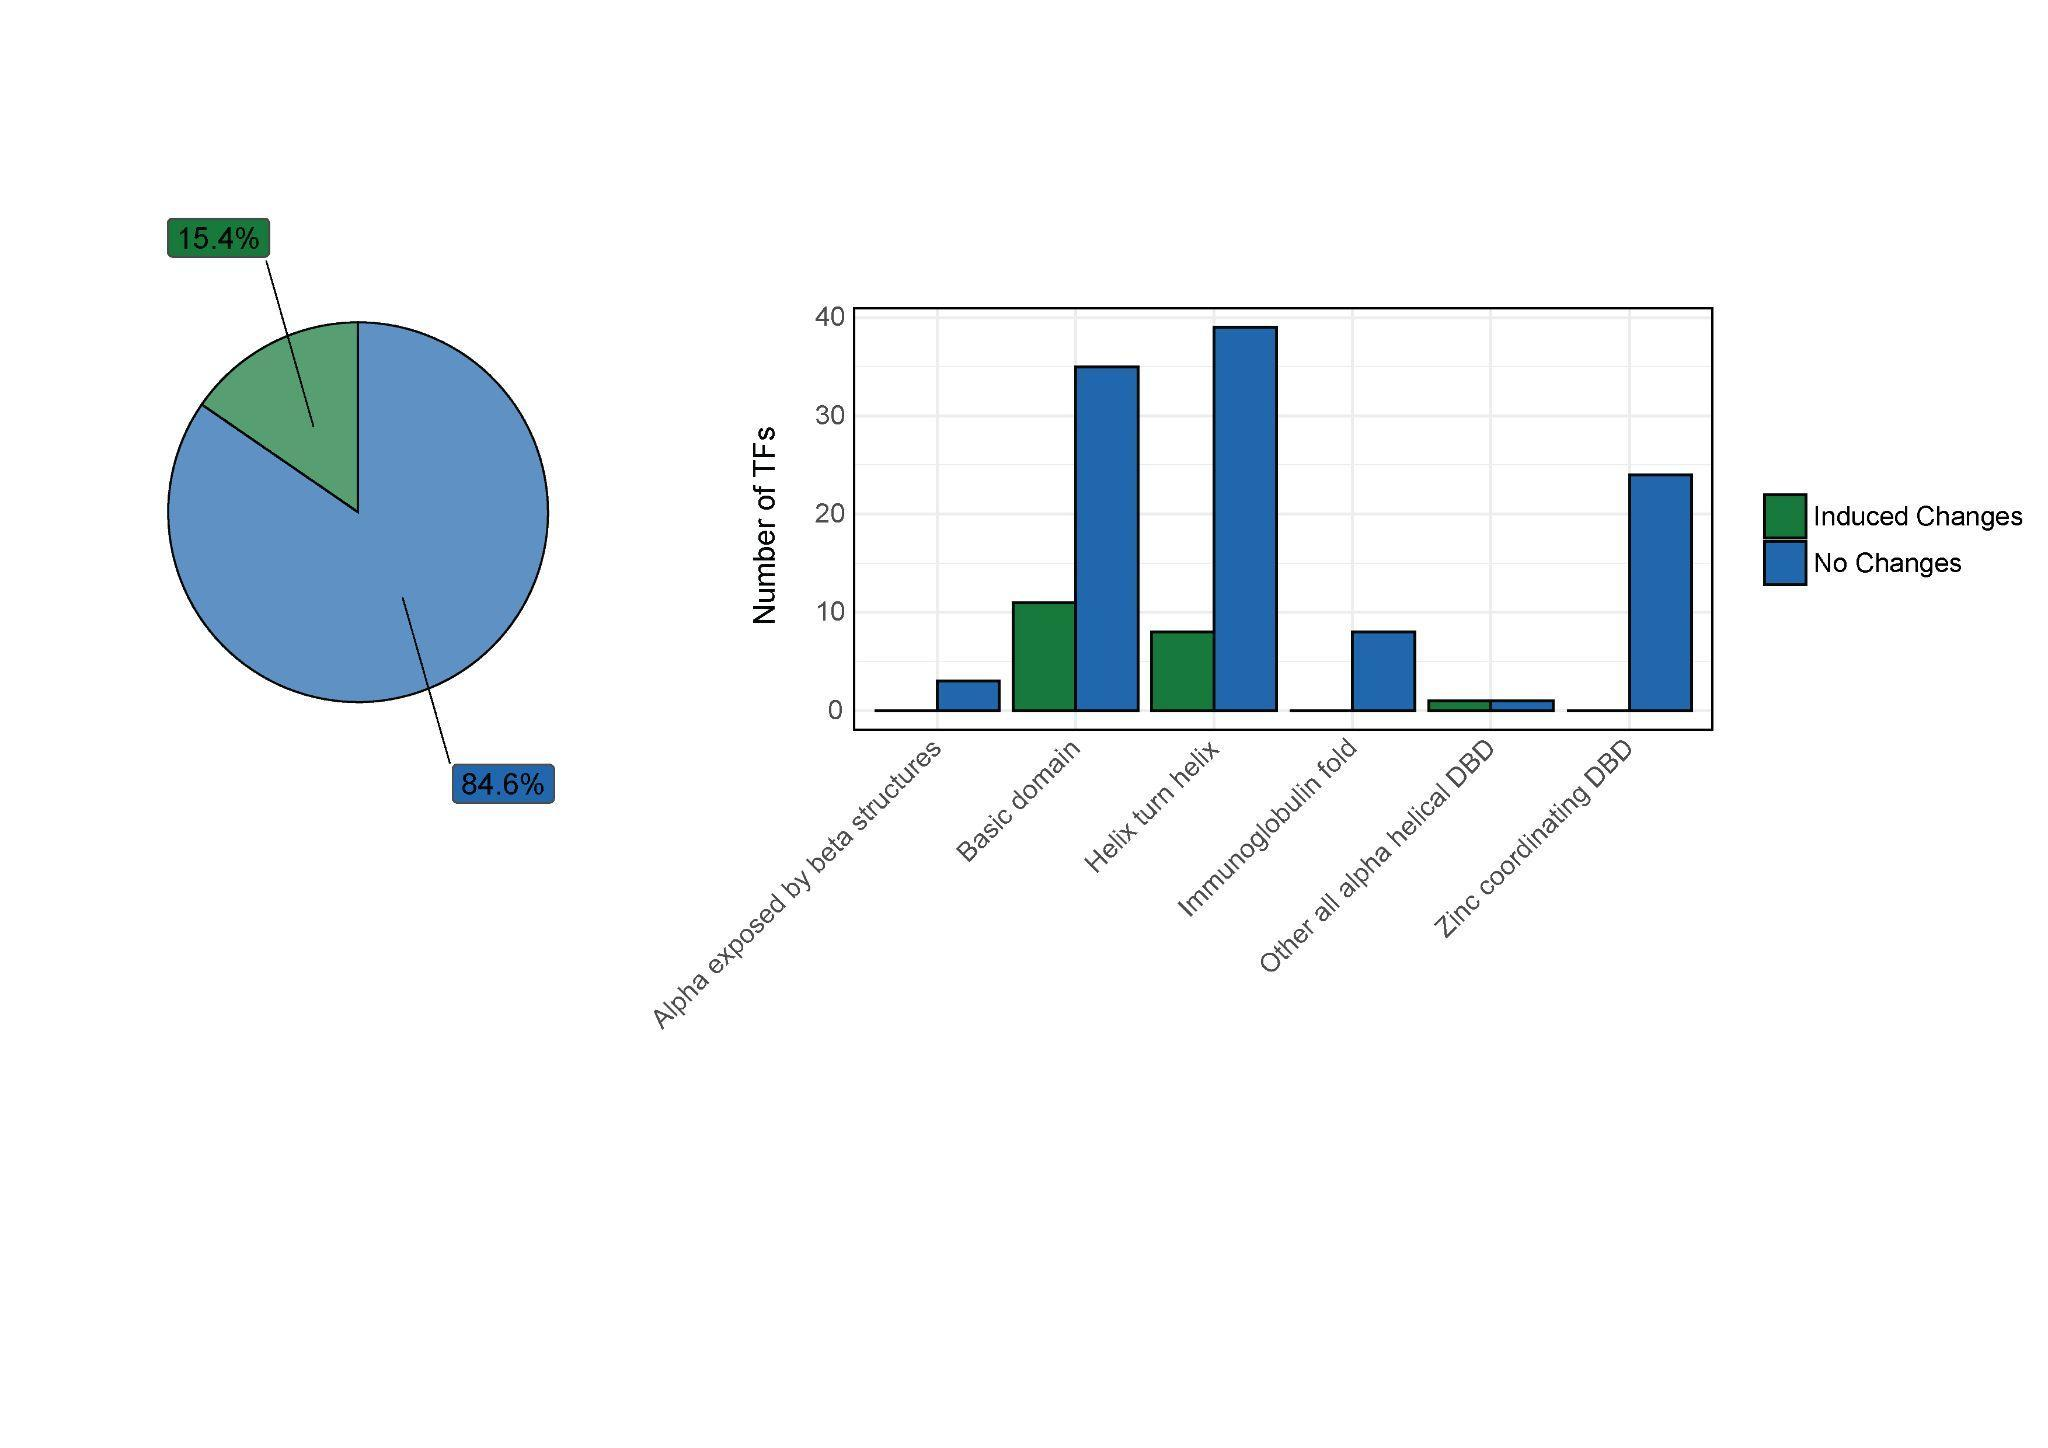 15.4%
84.6%
Number of TFs
40
30
20
10
0
Alpha exposed by beta structures
Basic domain
Helix turn helix
Immunoglobulin fold
Other all alpha helical DBD
Zinc coordinating DBD
Induced Changes
No Changes